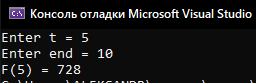 Консоль отладки Microsoft Visual Studio
Enter t = 5
Enter end = 10
F(5) = 728